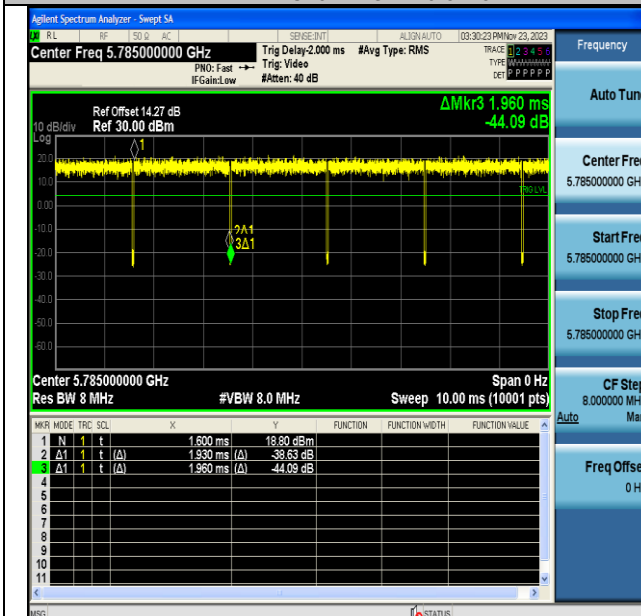 Agilent Spectrum Analyzer - Swept SA
LXI RL RF 50 Ω AC SENSE:INT ALIGN AUTO 03:30:23 PM Nov 23, 2023
Center Freq 5.785000000 GHz
PNO: Fast
IFGain:Low
Trig Delay-2.000 ms
Trig: Video
#Atten: 40 dB
#Avg Type: RMS
TRACE 1 2 3 4 5 6
TYPE
DET P P P P P P
ΔMkr3 1.960 ms
-44.09 dB
Ref Offset 14.27 dB
10 dB/div Ref 30.00 dBm
Log
20.0
10.0
0.00
-10.0
-20.0
-30.0
-40.0
-50.0
-60.0
1
TRIG LVL
2Δ1
3Δ1
Center 5.785000000 GHz Span 0 Hz
Res BW 8 MHz #VBW 8.0 MHz Sweep 10.00 ms (10001 pts)
MKR MODE TRC SCL X Y FUNCTION FUNCTION WIDTH FUNCTION VALUE
1 N 1 t 1.600 ms 18.80 dBm
2 Δ1 1 t (Δ) 1.930 ms (Δ) -38.63 dB
3 Δ1 1 t (Δ) 1.960 ms (Δ) -44.09 dB
4
5
6
7
8
9
10
11
MSG STATUS
Frequency
Auto Tun
Center Fre
5.785000000 GH
Start Fre
5.785000000 GH
Stop Fre
5.785000000 GH
CF Ste
8.000000 MH
Auto Ma
Freq Offse
0 H